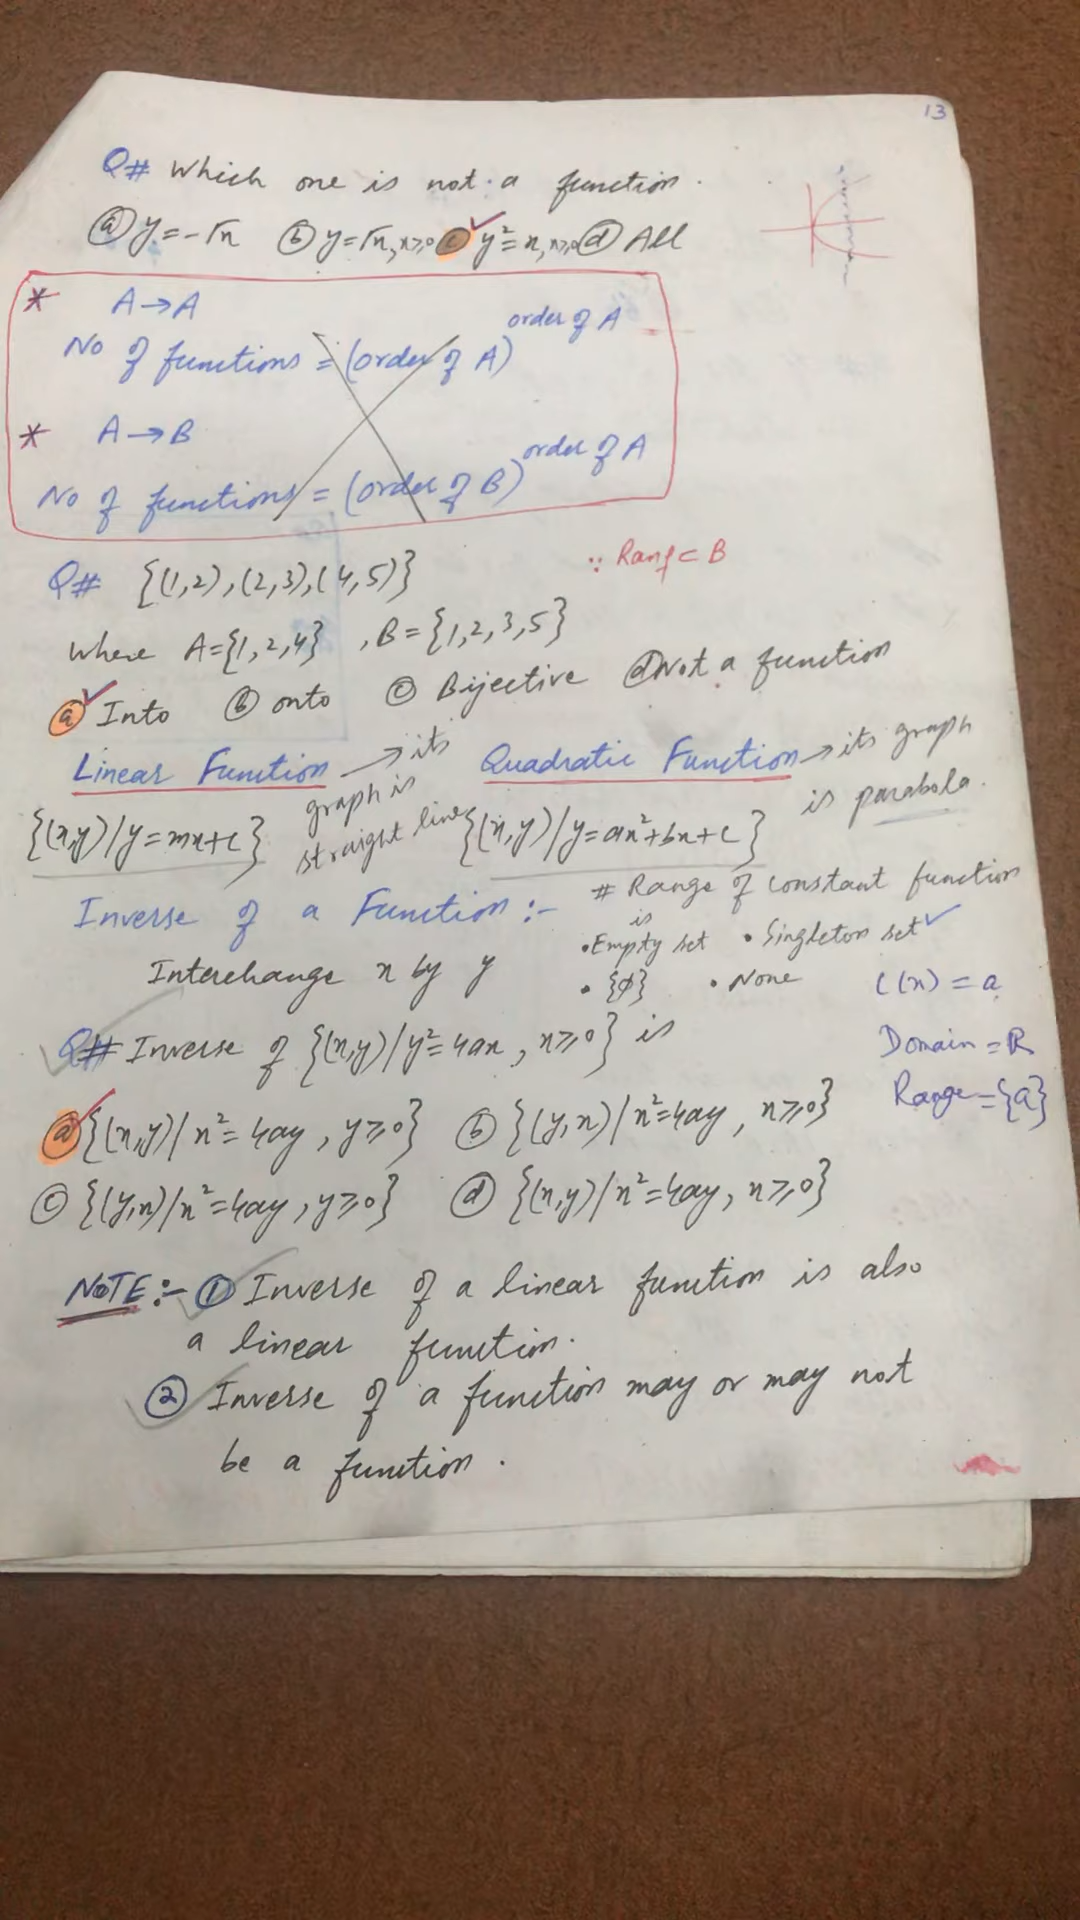 13
Q# Which one is not a function.
ⓐ y=-√x ⓑ y=√x, x≥0 ⓒ y²=x, x≥0 ⓓ All
* A→A
No of functions = (order of A)^order of A
* A→B
No of functions = (order of B)^order of A
Q# {(1,2),(2,3),(4,5)}
∵ Rang ⊂ B
Where A={1,2,4} , B={1,2,3,5}
ⓐ Into ⓑ onto ⓒ Bijective ⓓ Not a function
Linear Function → its graph is straight line
{(x,y)/y=mx+c}
Quadratic Function → its graph is parabola.
{(x,y)/y=ax²+bx+c}
# Range of constant function is
• Empty set • Singleton set ✓
• {ϕ} • None
C(x) = a
Domain = R
Range = {a}
Inverse of a Function :-
Interchange x by y
Q# Inverse of {(x,y)/y²=4ax, x≥0} is
ⓐ {(x,y)/x²=4ay, y≥0} ⓑ {(y,x)/x²=4ay, x≥0}
ⓒ {(y,x)/x²=4ay, y≥0} ⓓ {(x,y)/x²=4ay, x≥0}
NOTE:- ① Inverse of a linear function is also
a linear function.
② Inverse of a function may or may not
be a function.